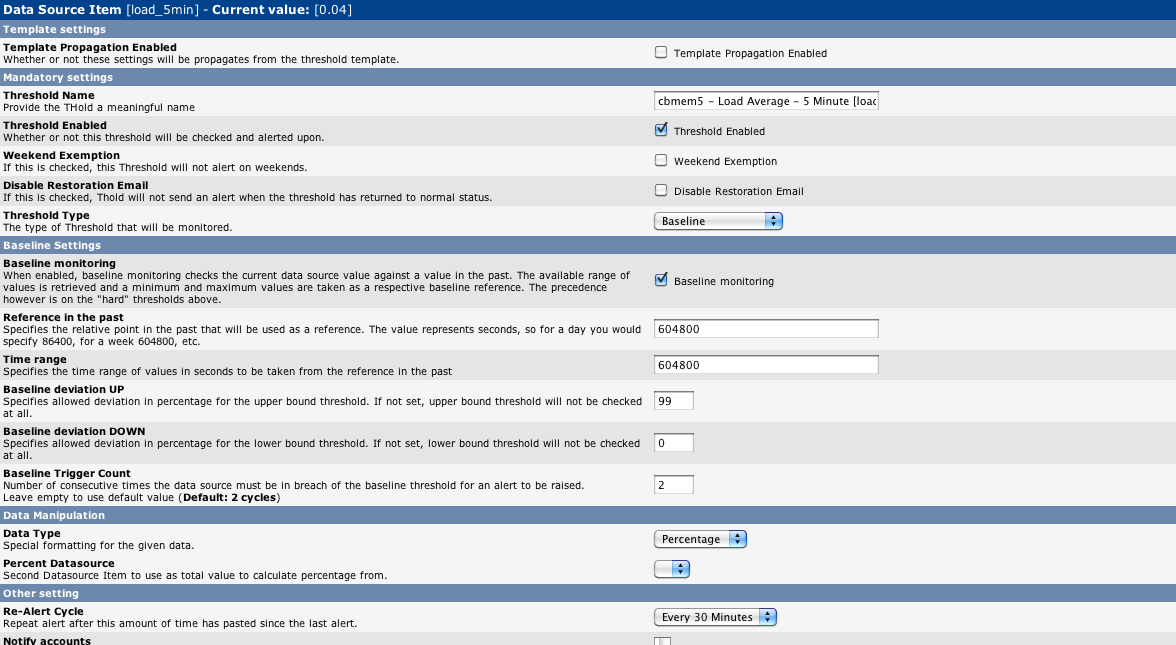 Data Source Item [load_5min] - Current value: [0.04]
Template settings
Template Propagation Enabled
Whether or not these settings will be propagates from the threshold template.
Template Propagation Enabled
Mandatory settings
Threshold Name
Provide the THold a meaningful name
cbmem5 - Load Average - 5 Minute [loac
Threshold Enabled
Whether or not this threshold will be checked and alerted upon.
Threshold Enabled
Weekend Exemption
If this is checked, this Threshold will not alert on weekends.
Weekend Exemption
Disable Restoration Email
If this is checked, Thold will not send an alert when the threshold has returned to normal status.
Disable Restoration Email
Threshold Type
The type of Threshold that will be monitored.
Baseline
Baseline Settings
Baseline monitoring
When enabled, baseline monitoring checks the current data source value against a value in the past. The available range of
values is retrieved and a minimum and maximum values are taken as a respective baseline reference. The precedence
however is on the "hard" thresholds above.
Baseline monitoring
Reference in the past
Specifies the relative point in the past that will be used as a reference. The value represents seconds, so for a day you would
specify 86400, for a week 604800, etc.
604800
Time range
Specifies the time range of values in seconds to be taken from the reference in the past
604800
Baseline deviation UP
Specifies allowed deviation in percentage for the upper bound threshold. If not set, upper bound threshold will not be checked
at all.
99
Baseline deviation DOWN
Specifies allowed deviation in percentage for the lower bound threshold. If not set, lower bound threshold will not be checked
at all.
0
Baseline Trigger Count
Number of consecutive times the data source must be in breach of the baseline threshold for an alert to be raised.
Leave empty to use default value (Default: 2 cycles)
2
Data Manipulation
Data Type
Special formatting for the given data.
Percentage
Percent Datasource
Second Datasource Item to use as total value to calculate percentage from.
Other setting
Re-Alert Cycle
Repeat alert after this amount of time has pasted since the last alert.
Every 30 Minutes
Notify accounts